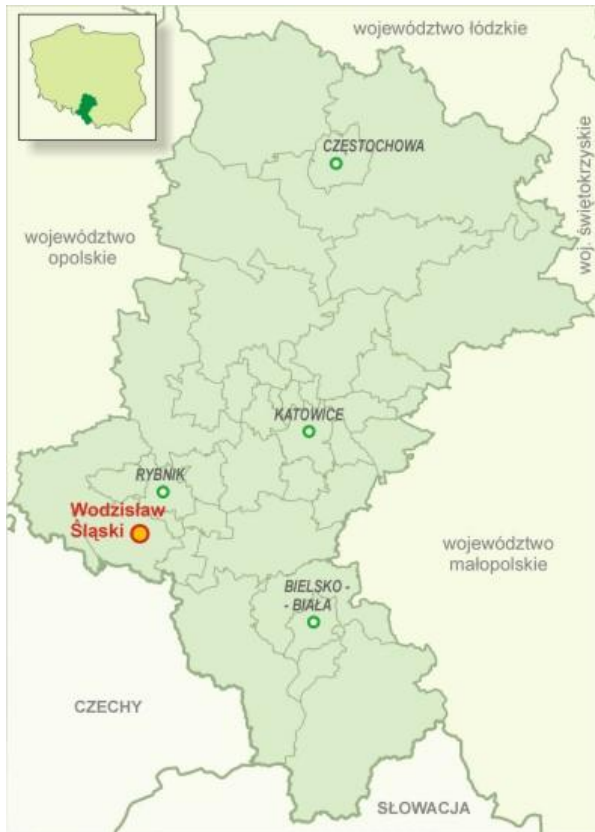 województwo łódzkie
CZĘSTOCHOWA
woj. świętokrzyskie
województwo
opolskie
KATOWICE
RYBNIK
Wodzisław
Śląski
województwo
małopolskie
BIELSKO -
- BIAŁA
CZECHY
SŁOWACJA